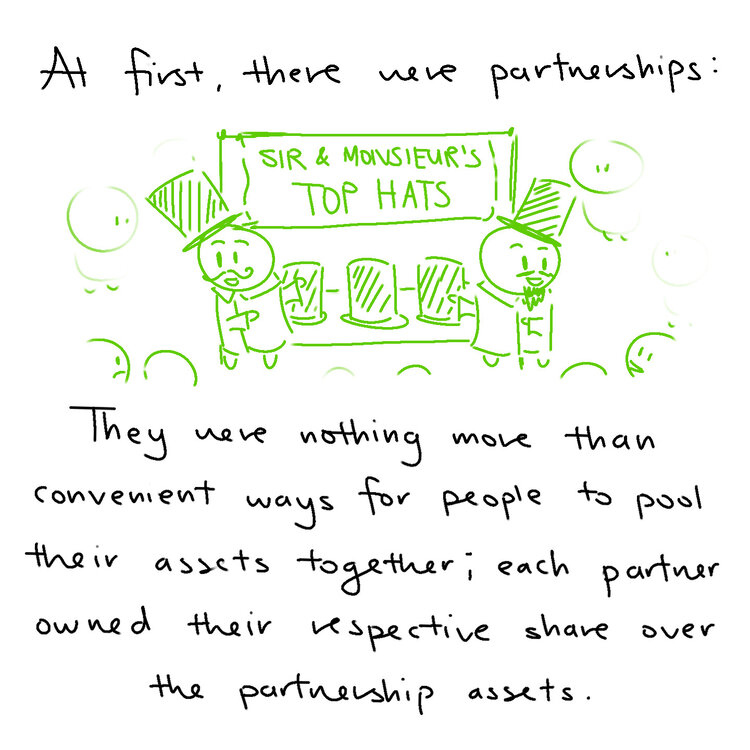 At first, there were partnerships:
SIR & MONSIEUR'S
TOP HATS
They were nothing more than
convenient ways for people to pool
their assets together; each partner
owned their respective share over
the partnership assets.